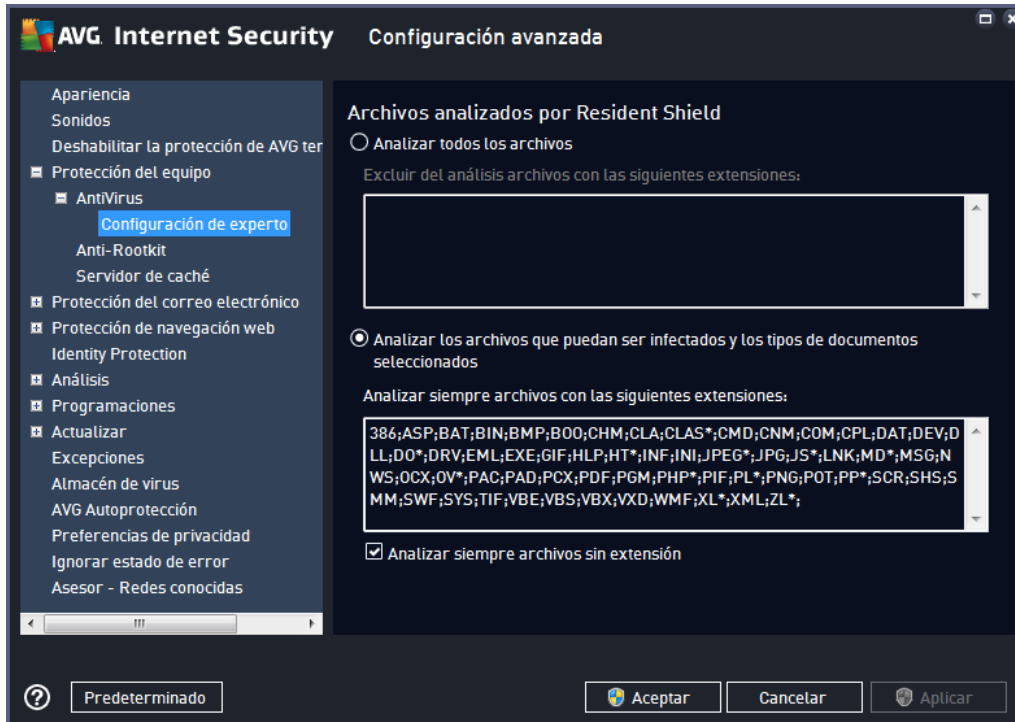 AVG. Internet Security
Configuración avanzada
Apariencia
Sonidos
Deshabilitar la protección de AVG ter
Protección del equipo
AntiVirus
Configuración de experto
Anti-Rootkit
Servidor de caché
Protección del correo electrónico
Protección de navegación web
Identity Protection
Análisis
Programaciones
Actualizar
Excepciones
Almacén de virus
AVG Autoprotección
Preferencias de privacidad
Ignorar estado de error
Asesor - Redes conocidas
Archivos analizados por Resident Shield
Analizar todos los archivos
Excluir del análisis archivos con las siguientes extensiones:
Analizar los archivos que puedan ser infectados y los tipos de documentos
seleccionados
Analizar siempre archivos con las siguientes extensiones:
386;ASP;BAT;BIN;BMP;BOO;CHM;CLA;CLAS*;CMD;CNM;COM;CPL;DAT;DEV;D
LL;DO*;DRV;EML;EXE;GIF;HLP;HT*;INF;INI;JPEG*;JPG;JS*;LNK;MD*;MSG;N
WS;OCX;OV*;PAC;PAD;PCX;PDF;PGM;PHP*;PIF;PL*;PNG;POT;PP*;SCR;SHS;S
MM;SWF;SYS;TIF;VBE;VBS;VBX;VXD;WMF;XL*;XML;ZL*;
Analizar siempre archivos sin extensión
?
Predeterminado
Aceptar
Cancelar
Aplicar